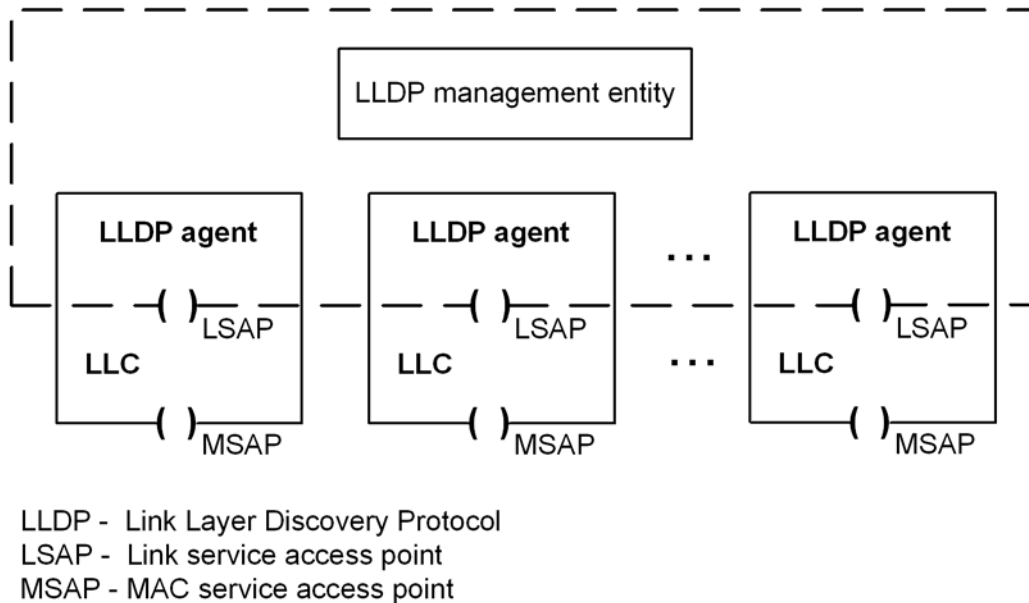 LLDP management entity
LLDP agent LLDP agent ... LLDP agent
LSAP LSAP LSAP
LLC LLC ... LLC
MSAP MSAP MSAP
LLDP - Link Layer Discovery Protocol
LSAP - Link service access point
MSAP - MAC service access point